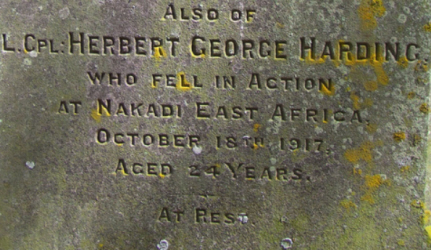 ALSO OF
L.CPL: HERBERT GEORGE HARDING,
WHO FELL IN ACTION
AT NAKADI EAST AFRICA,
OCTOBER 18TH 1917,
AGED 24 YEARS.
AT REST.